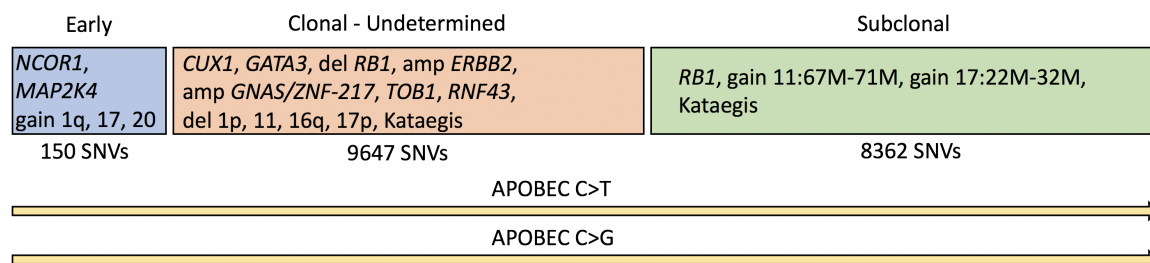 Early
Clonal - Undetermined
Subclonal
NCOR1,
MAP2K4
gain 1q, 17, 20
CUX1, GATA3, del RB1, amp ERBB2,
amp GNAS/ZNF-217, TOB1, RNF43,
del 1p, 11, 16q, 17p, Kataegis
RB1, gain 11:67M-71M, gain 17:22M-32M,
Kataegis
150 SNVs
9647 SNVs
8362 SNVs
APOBEC C>T
APOBEC C>G